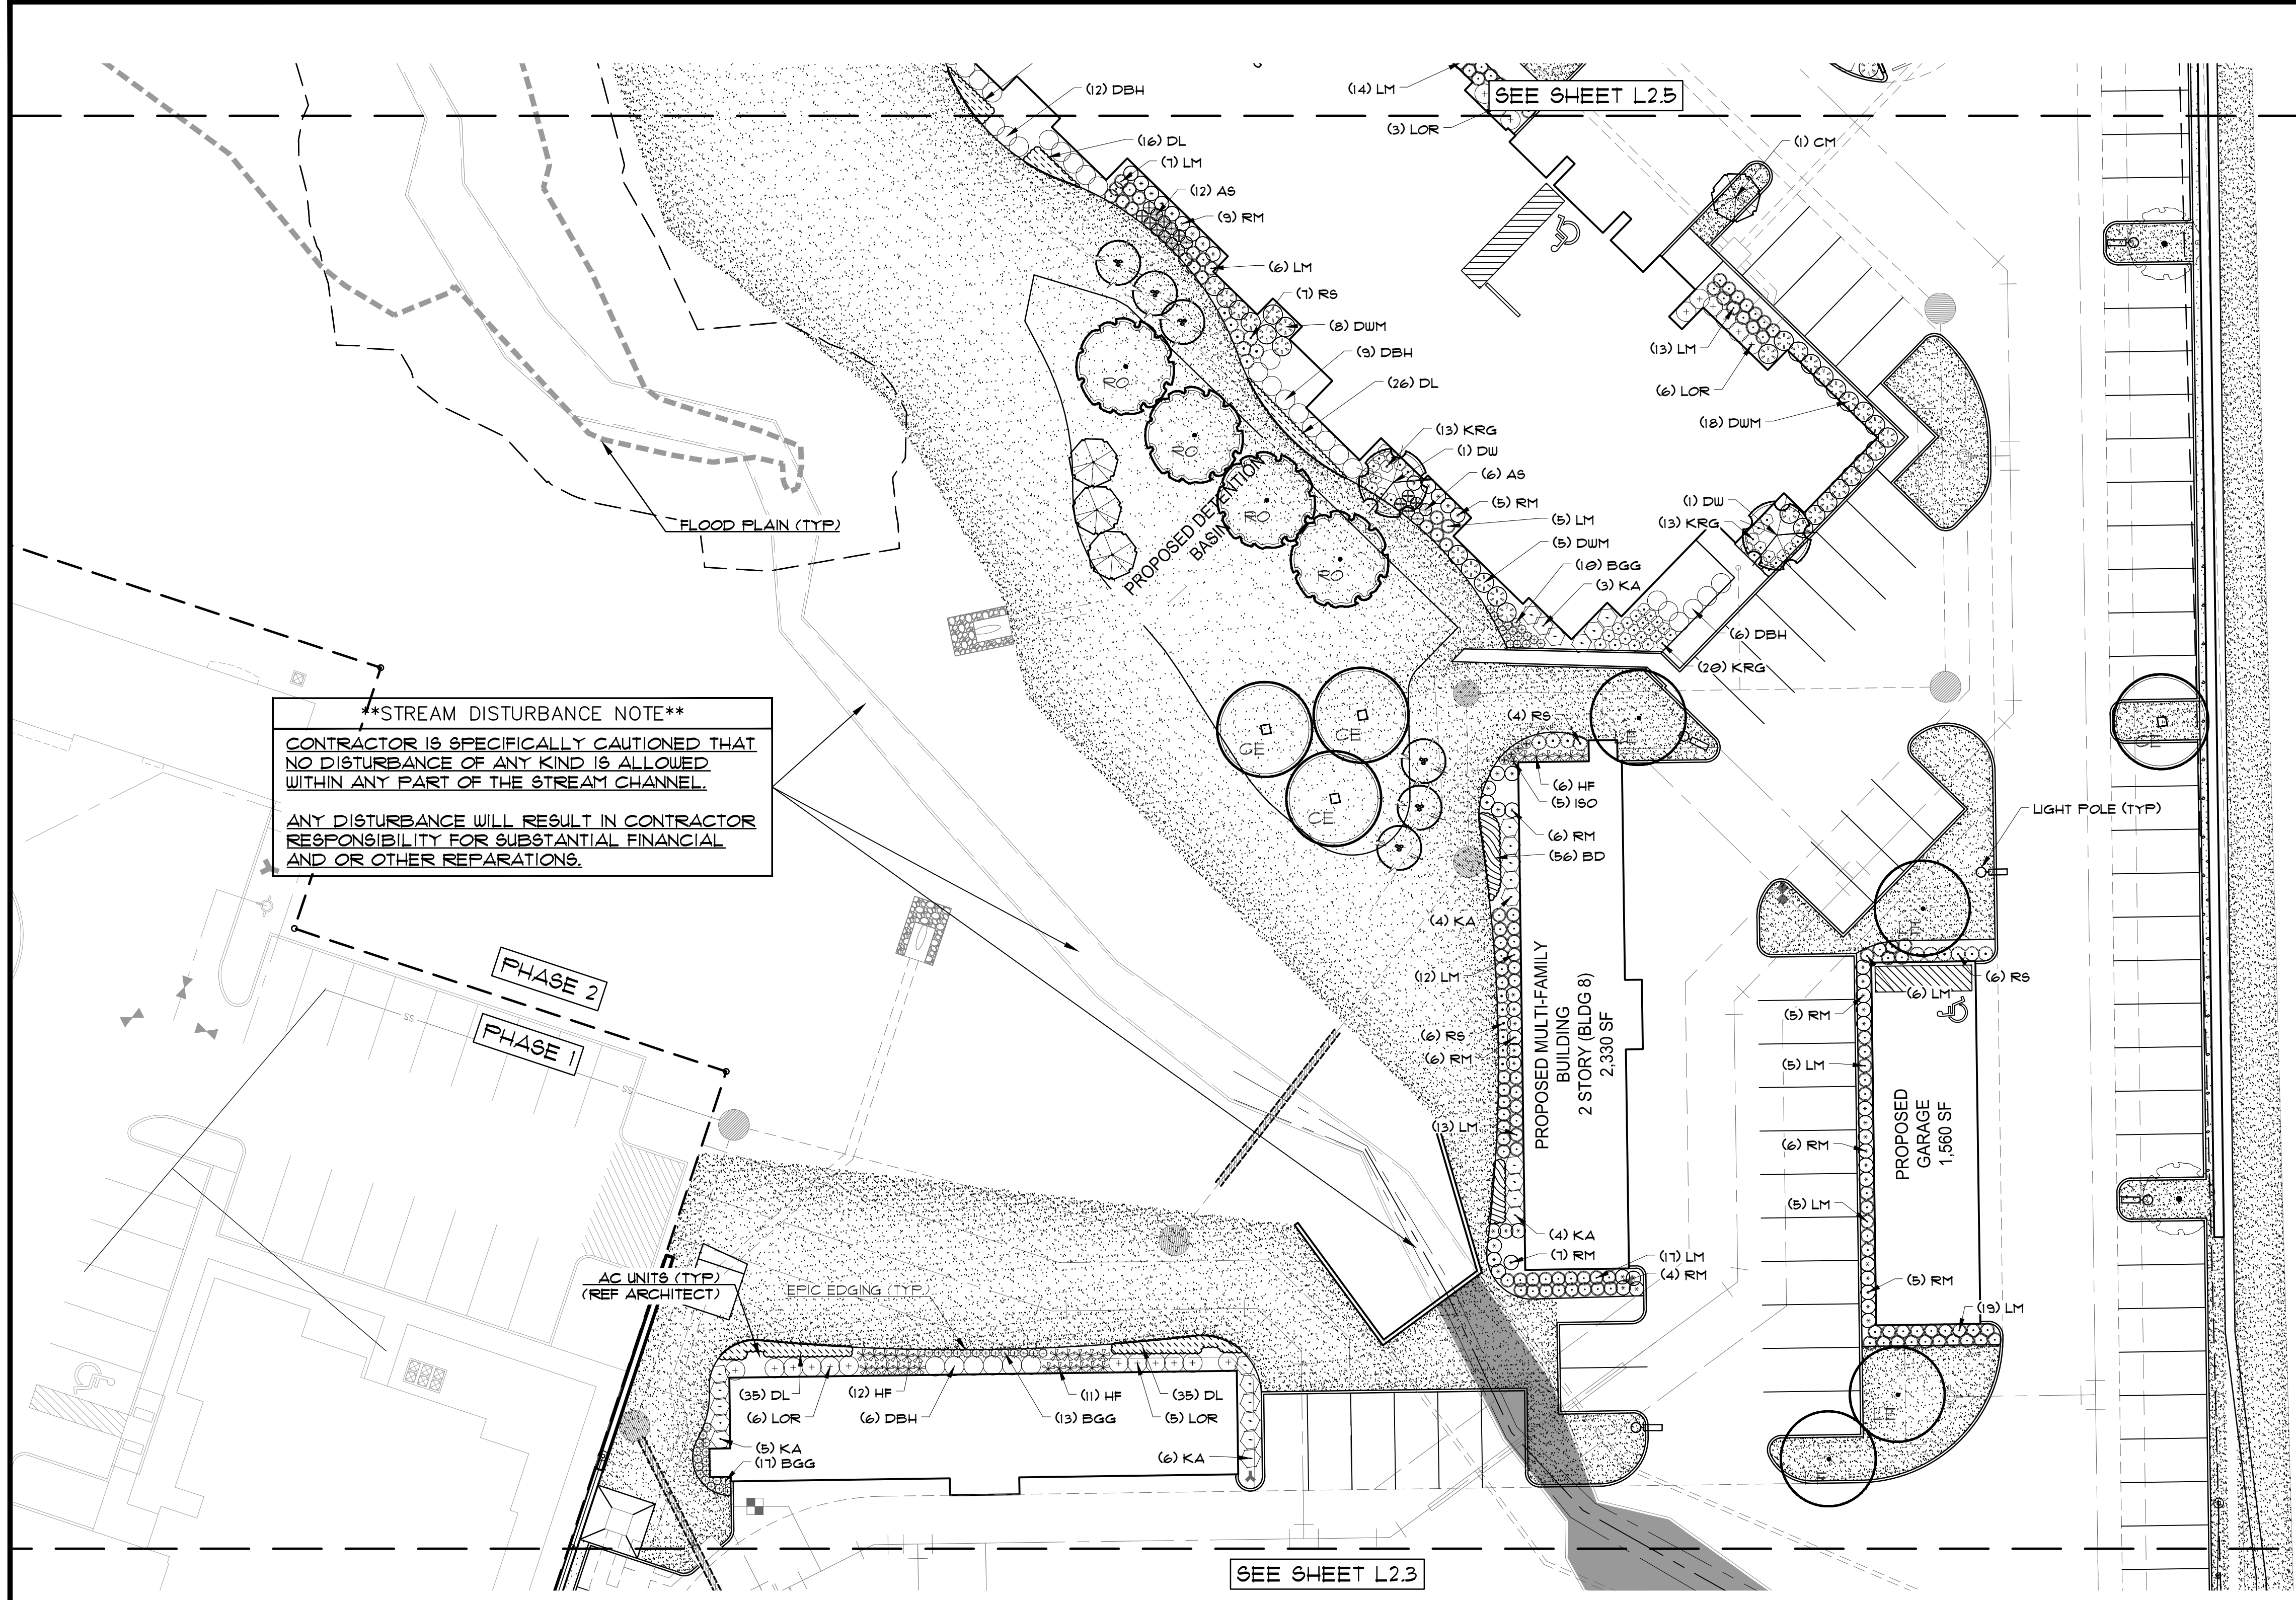 (12) DBH
(14) LM
SEE SHEET L2.5
(3) LOR
(16) DL
(7) LM
(12) AS
(9) RM
(1) CM
(6) LM
(7) RS
(8) DWM
(9) DBH
(26) DL
(13) LM
(6) LOR
(18) DWM
RO
RO
RO
RO
PROPOSED DETENTION
BASIN
(13) KRG
(1) DW
(6) AS
(5) RM
(5) LM
(5) DWM
(10) BGG
(3) KA
(1) DW
(13) KRG
(6) DBH
(20) KRG
FLOOD PLAIN (TYP)
**STREAM DISTURBANCE NOTE**
CONTRACTOR IS SPECIFICALLY CAUTIONED THAT
NO DISTURBANCE OF ANY KIND IS ALLOWED
WITHIN ANY PART OF THE STREAM CHANNEL.
ANY DISTURBANCE WILL RESULT IN CONTRACTOR
RESPONSIBILITY FOR SUBSTANTIAL FINANCIAL
AND OR OTHER REPARATIONS.
CE
CE
CE
CE
(4) RS
(6) HF
(5) ISO
(6) RM
(56) BD
(4) KA
(12) LM
(6) RS
(6) RM
(13) LM
PROPOSED MULTI-FAMILY
BUILDING
2 STORY (BLDG 8)
2,330 SF
(4) KA
(7) RM
(17) LM
(4) RM
LIGHT POLE (TYP)
(6) RS
(6) LM
(5) RM
(5) LM
(6) RM
(5) LM
(5) RM
(19) LM
PROPOSED
GARAGE
1,560 SF
PHASE 2
PHASE 1
SS
SS
AC UNITS (TYP)
(REF ARCHITECT)
EPIC EDGING (TYP.)
(35) DL
(6) LOR
(12) HF
(6) DBH
(11) HF
(13) BGG
(35) DL
(5) LOR
(5) KA
(17) BGG
(6) KA
SEE SHEET L2.3